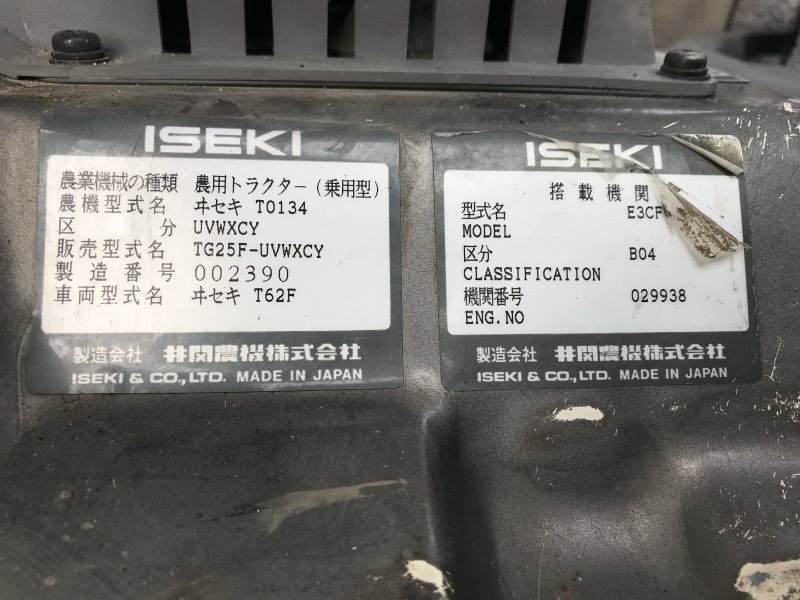 ISEKI
農業機械の種類 農用トラクター(乗用型)
農機型式名 ヰセキ T0134
区分 UVWXCY
販売型式名 TG25F-UVWXCY
製造番号 002390
車両型式名 ヰセキ T62F
製造会社 井関農機株式会社
ISEKI & CO.,LTD. MADE IN JAPAN
ISEKI
搭載機関
型式名 E3CF
MODEL
区分 B04
CLASSIFICATION
機関番号 029938
ENG.NO
製造会社 井関農機株式会社
ISEKI & CO.,LTD. MADE IN JAPAN